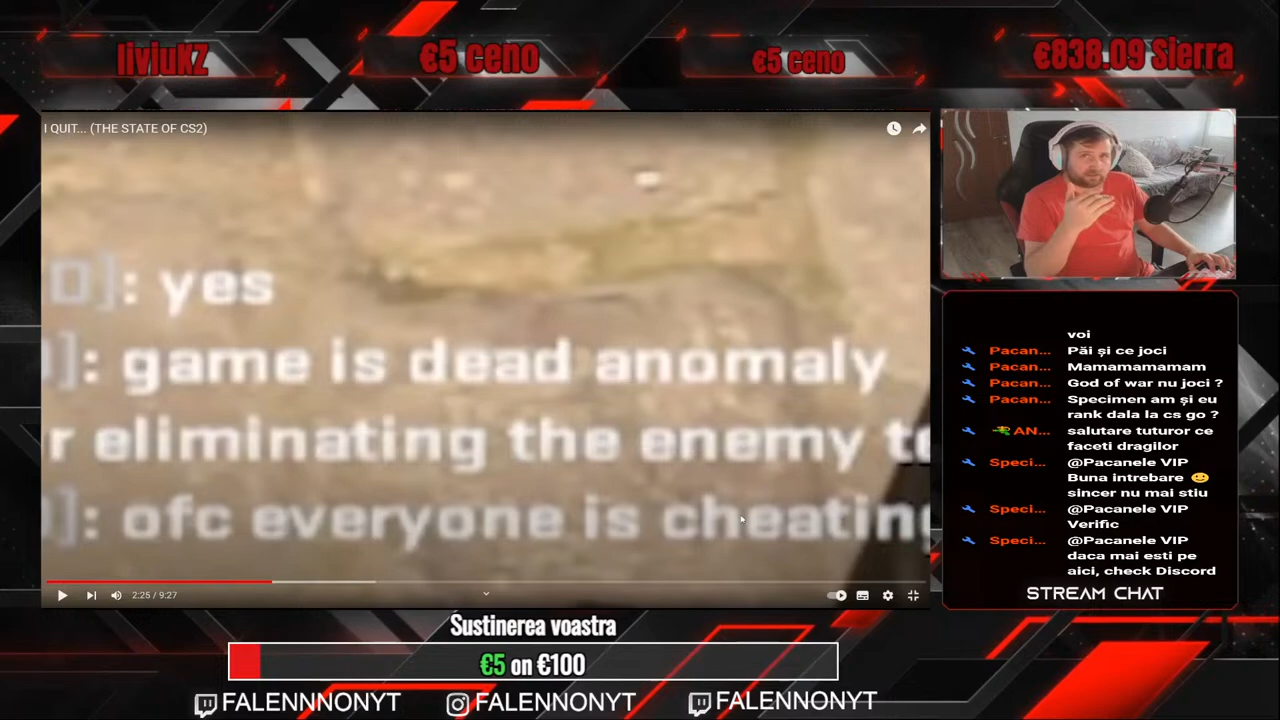 liviuKZ
€5 ceno
€5 ceno
€838.09 Sierra
I QUIT... (THE STATE OF CS2)
D]: yes
]: game is dead anomaly
r eliminating the enemy te
]: ofc everyone is cheating
2:25 / 9:27
voi
Pacan... Păi și ce joci
Pacan... Mamamamamam
Pacan... God of war nu joci ?
Pacan... Specimen am și eu
rank dala la cs go ?
AN... salutare tuturor ce
faceti dragilor
Speci... @Pacanele VIP
Buna intrebare 🙂
sincer nu mai stiu
Speci... @Pacanele VIP
Verific
Speci... @Pacanele VIP
daca mai esti pe
aici, check Discord
STREAM CHAT
Sustinerea voastra
€5 on €100
FALENNNONYT
FALENNONYT
FALENNONYT